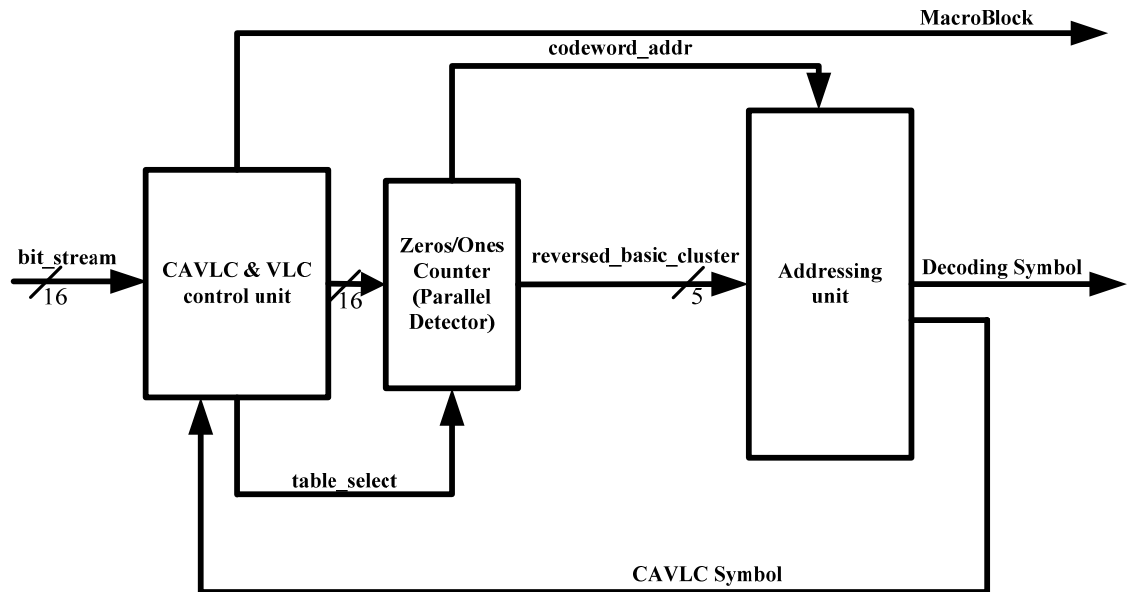 MacroBlock
codeword_addr
bit_stream
16
CAVLC & VLC
control unit
16
Zeros/Ones
Counter
(Parallel
Detector)
reversed_basic_cluster
5
Addressing
unit
Decoding Symbol
table_select
CAVLC Symbol